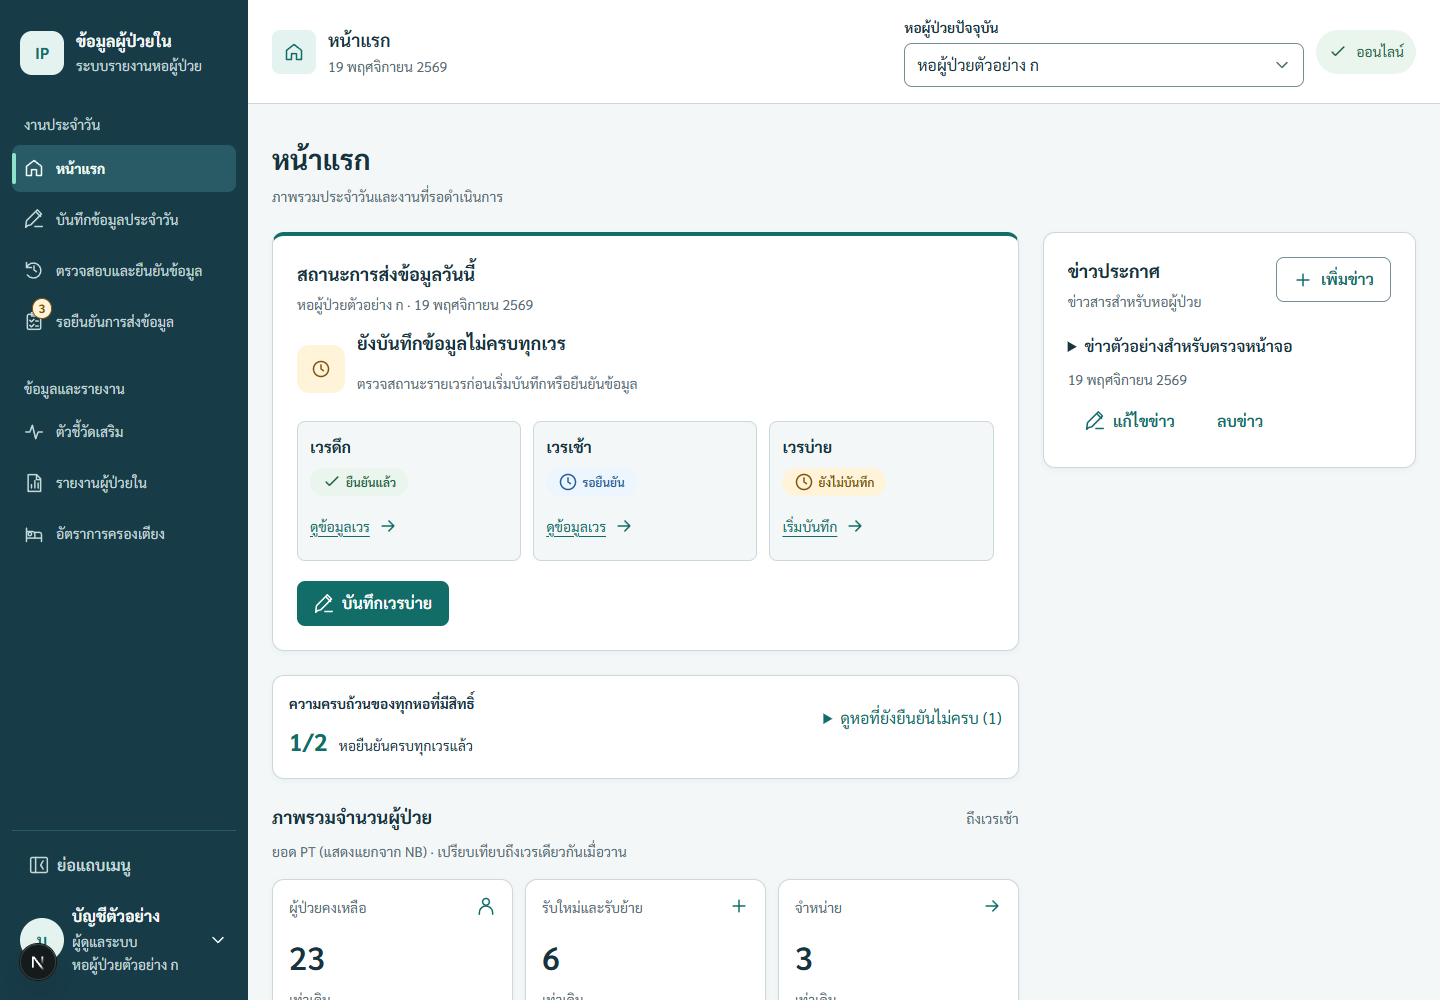 IP
ข้อมูลผู้ป่วยใน
ระบบรายงานหอผู้ป่วย
งานประจำวัน
หน้าแรก
บันทึกข้อมูลประจำวัน
ตรวจสอบและยืนยันข้อมูล
3
รอยืนยันการส่งข้อมูล
ข้อมูลและรายงาน
ตัวชี้วัดเสริม
รายงานผู้ป่วยใน
อัตราการครองเตียง
ย่อแถบเมนู
บัญชีตัวอย่าง
ผู้ดูแลระบบ
หอผู้ป่วยตัวอย่าง ก
N
หน้าแรก
19 พฤศจิกายน 2569
หอผู้ป่วยปัจจุบัน
หอผู้ป่วยตัวอย่าง ก
ออนไลน์
หน้าแรก
ภาพรวมประจำวันและงานที่รอดำเนินการ
สถานะการส่งข้อมูลวันนี้
หอผู้ป่วยตัวอย่าง ก · 19 พฤศจิกายน 2569
ยังบันทึกข้อมูลไม่ครบทุกเวร
ตรวจสถานะรายเวรก่อนเริ่มบันทึกหรือยืนยันข้อมูล
เวรดึก
ยืนยันแล้ว
ดูข้อมูลเวร
เวรเช้า
รอยืนยัน
ดูข้อมูลเวร
เวรบ่าย
ยังไม่บันทึก
เริ่มบันทึก
บันทึกเวรบ่าย
ความครบถ้วนของทุกหอที่มีสิทธิ์
1/2 หอยืนยันครบทุกเวรแล้ว
ดูหอที่ยังยืนยันไม่ครบ (1)
ภาพรวมจำนวนผู้ป่วย
ถึงเวรเช้า
ยอด PT (แสดงแยกจาก NB) · เปรียบเทียบถึงเวรเดียวกันเมื่อวาน
ผู้ป่วยคงเหลือ
23
เท่าเดิม
รับใหม่และรับย้าย
6
เท่าเดิม
จำหน่าย
3
เท่าเดิม
ข่าวประกาศ
ข่าวสารสำหรับหอผู้ป่วย
เพิ่มข่าว
ข่าวตัวอย่างสำหรับตรวจหน้าจอ
19 พฤศจิกายน 2569
แก้ไขข่าว
ลบข่าว